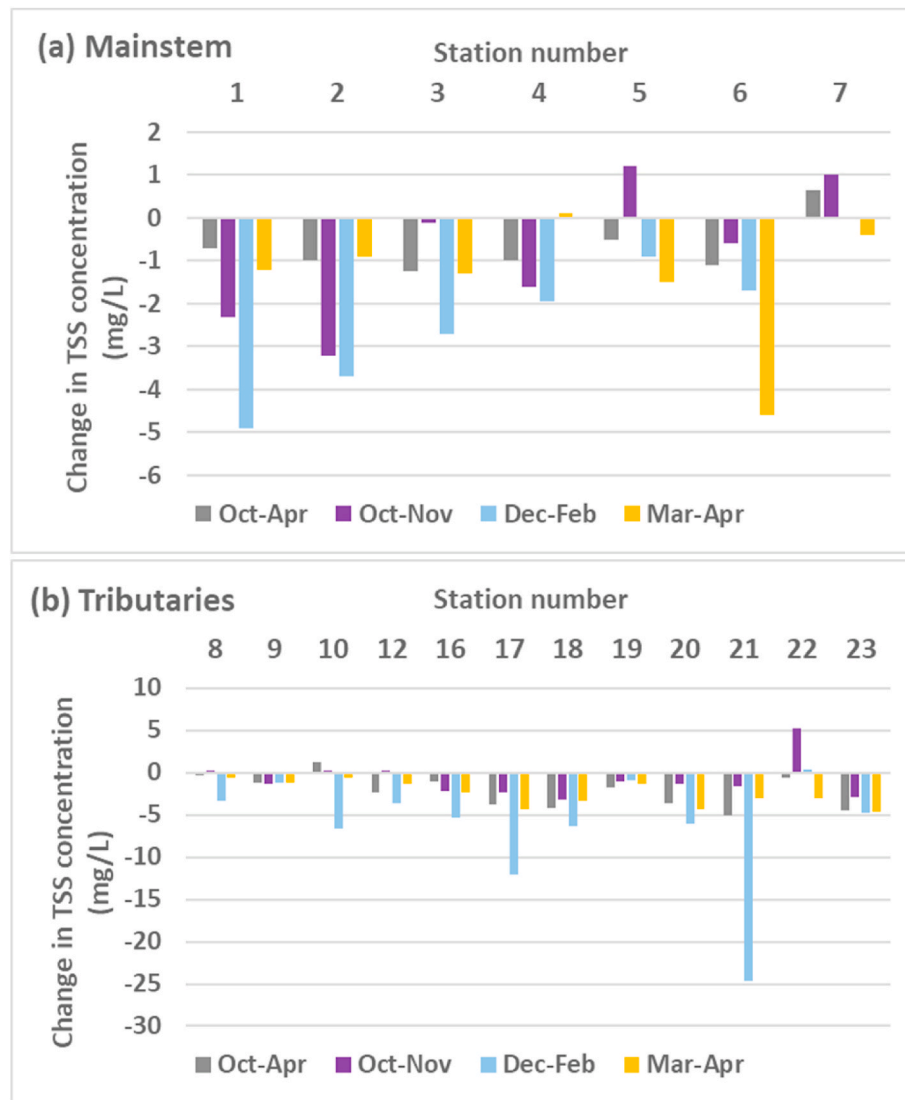 (a) Mainstem
Station number
1 2 3 4 5 6 7
Change in TSS concentration
(mg/L)
2
1
0
-1
-2
-3
-4
-5
-6
Oct-Apr Oct-Nov Dec-Feb Mar-Apr
(b) Tributaries
Station number
8 9 10 12 16 17 18 19 20 21 22 23
Change in TSS concentration
(mg/L)
10
5
0
-5
-10
-15
-20
-25
-30
Oct-Apr Oct-Nov Dec-Feb Mar-Apr